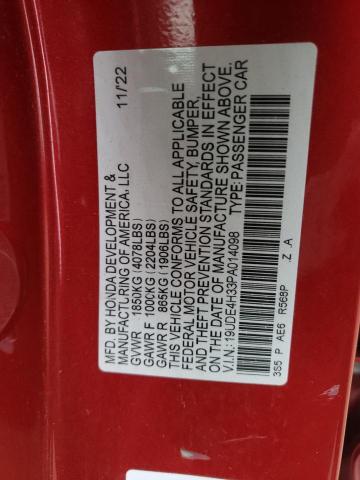 MFD. BY HONDA DEVELOPMENT &
MANUFACTURING OF AMERICA, LLC 11/22
GVWR 1850KG (4078LBS)
GAWR F 1000KG (2204LBS)
GAWR R 865KG (1906LBS)
THIS VEHICLE CONFORMS TO ALL APPLICABLE
FEDERAL MOTOR VEHICLE SAFETY, BUMPER,
AND THEFT PREVENTION STANDARDS IN EFFECT
ON THE DATE OF MANUFACTURE SHOWN ABOVE.
V.I.N.: 19UDE4H33PA014098 TYPE: PASSENGER CAR
3S5 P AE6 R568P Z .A